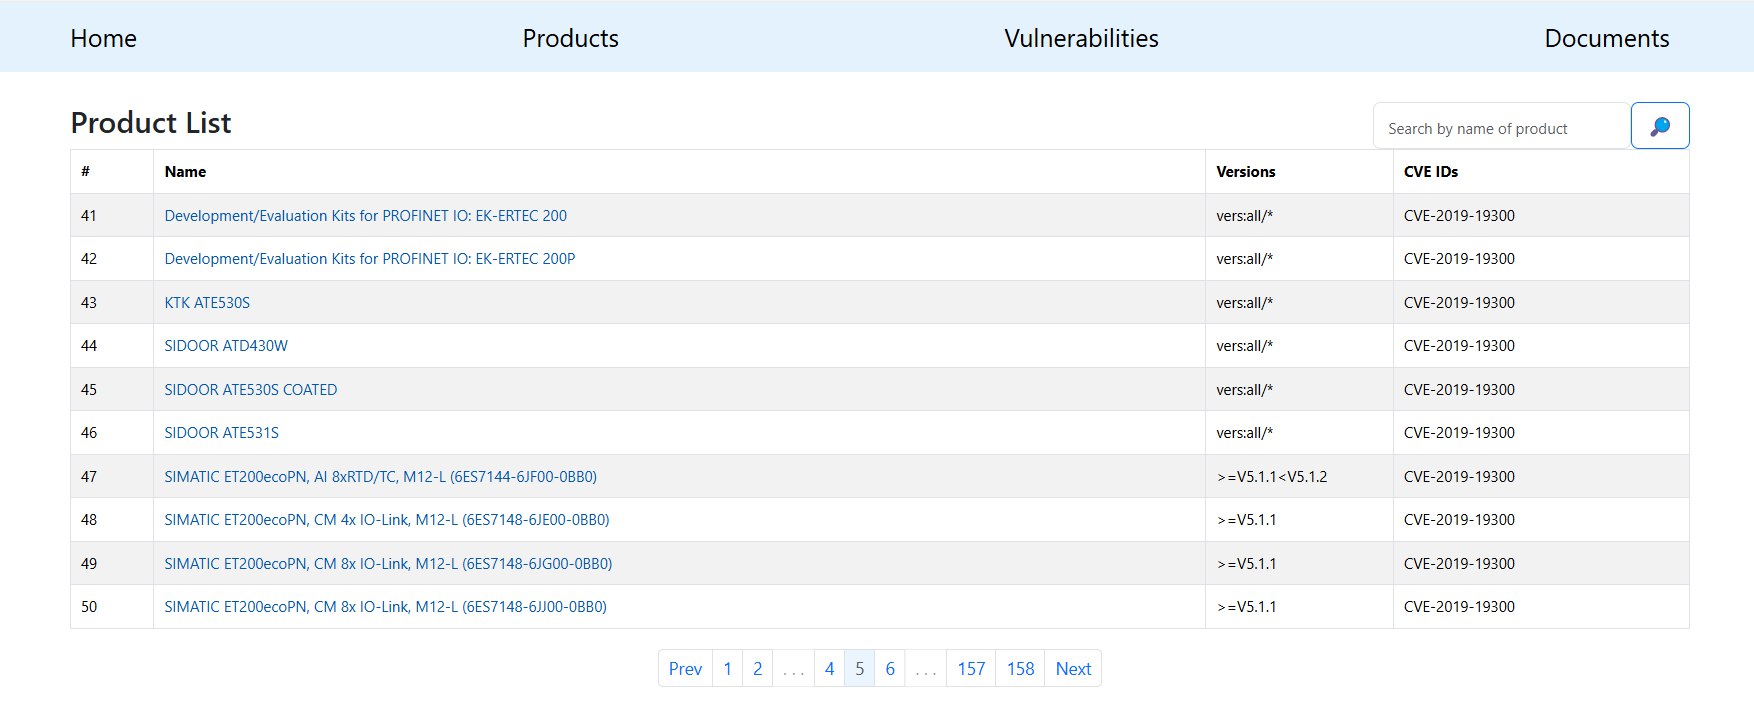 Home Products Vulnerabilities Documents
Product List
Search by name of product
# Name Versions CVE IDs
41 Development/Evaluation Kits for PROFINET IO: EK-ERTEC 200 vers:all/* CVE-2019-19300
42 Development/Evaluation Kits for PROFINET IO: EK-ERTEC 200P vers:all/* CVE-2019-19300
43 KTK ATE530S vers:all/* CVE-2019-19300
44 SIDOOR ATD430W vers:all/* CVE-2019-19300
45 SIDOOR ATE530S COATED vers:all/* CVE-2019-19300
46 SIDOOR ATE531S vers:all/* CVE-2019-19300
47 SIMATIC ET200ecoPN, AI 8xRTD/TC, M12-L (6ES7144-6JF00-0BB0) >=V5.1.1<V5.1.2 CVE-2019-19300
48 SIMATIC ET200ecoPN, CM 4x IO-Link, M12-L (6ES7148-6JE00-0BB0) >=V5.1.1 CVE-2019-19300
49 SIMATIC ET200ecoPN, CM 8x IO-Link, M12-L (6ES7148-6JG00-0BB0) >=V5.1.1 CVE-2019-19300
50 SIMATIC ET200ecoPN, CM 8x IO-Link, M12-L (6ES7148-6JJ00-0BB0) >=V5.1.1 CVE-2019-19300
Prev 1 2 ... 4 5 6 ... 157 158 Next